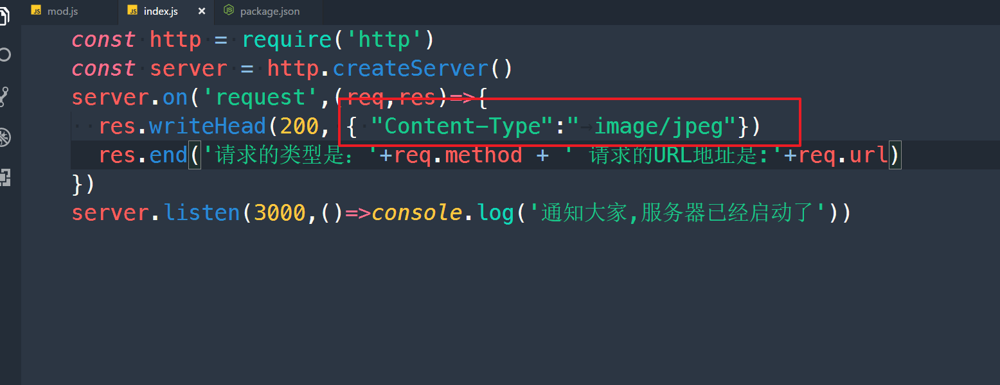 JS mod.js JS index.js × JS package.json
const http = require('http')
const server = http.createServer()
server.on('request',(req,res)=>{
res.writeHead(200, { "Content-Type":"→image/jpeg"})
res.end('请求的类型是：'+req.method + ' 请求的URL地址是:'+req.url)
})
server.listen(3000,()=>console.log('通知大家,服务器已经启动了'))